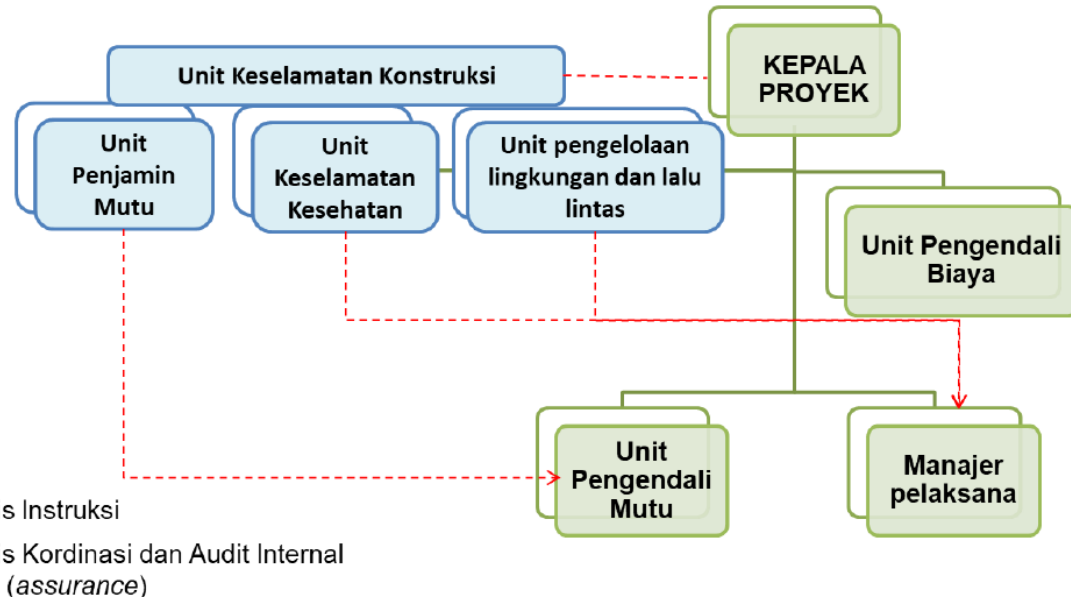 Unit Keselamatan Konstruksi
KEPALA
PROYEK
Unit
Penjamin
Mutu
Unit
Keselamatan
Kesehatan
Unit pengelolaan
lingkungan dan lalu
lintas
Unit Pengendali
Biaya
Unit
Pengendali
Mutu
Manajer
pelaksana
s Instruksi
s Kordinasi dan Audit Internal
(assurance)